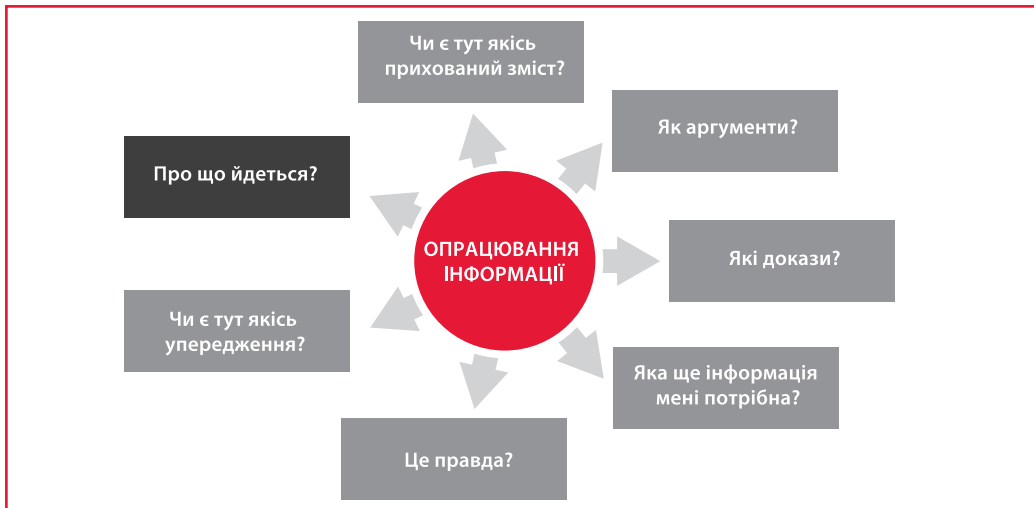 Чи є тут якісь
прихований зміст?
Як аргументи?
Про що йдеться?
ОПРАЦЮВАННЯ
ІНФОРМАЦІЇ
Які докази?
Чи є тут якісь
упередження?
Яка ще інформація
мені потрібна?
Це правда?